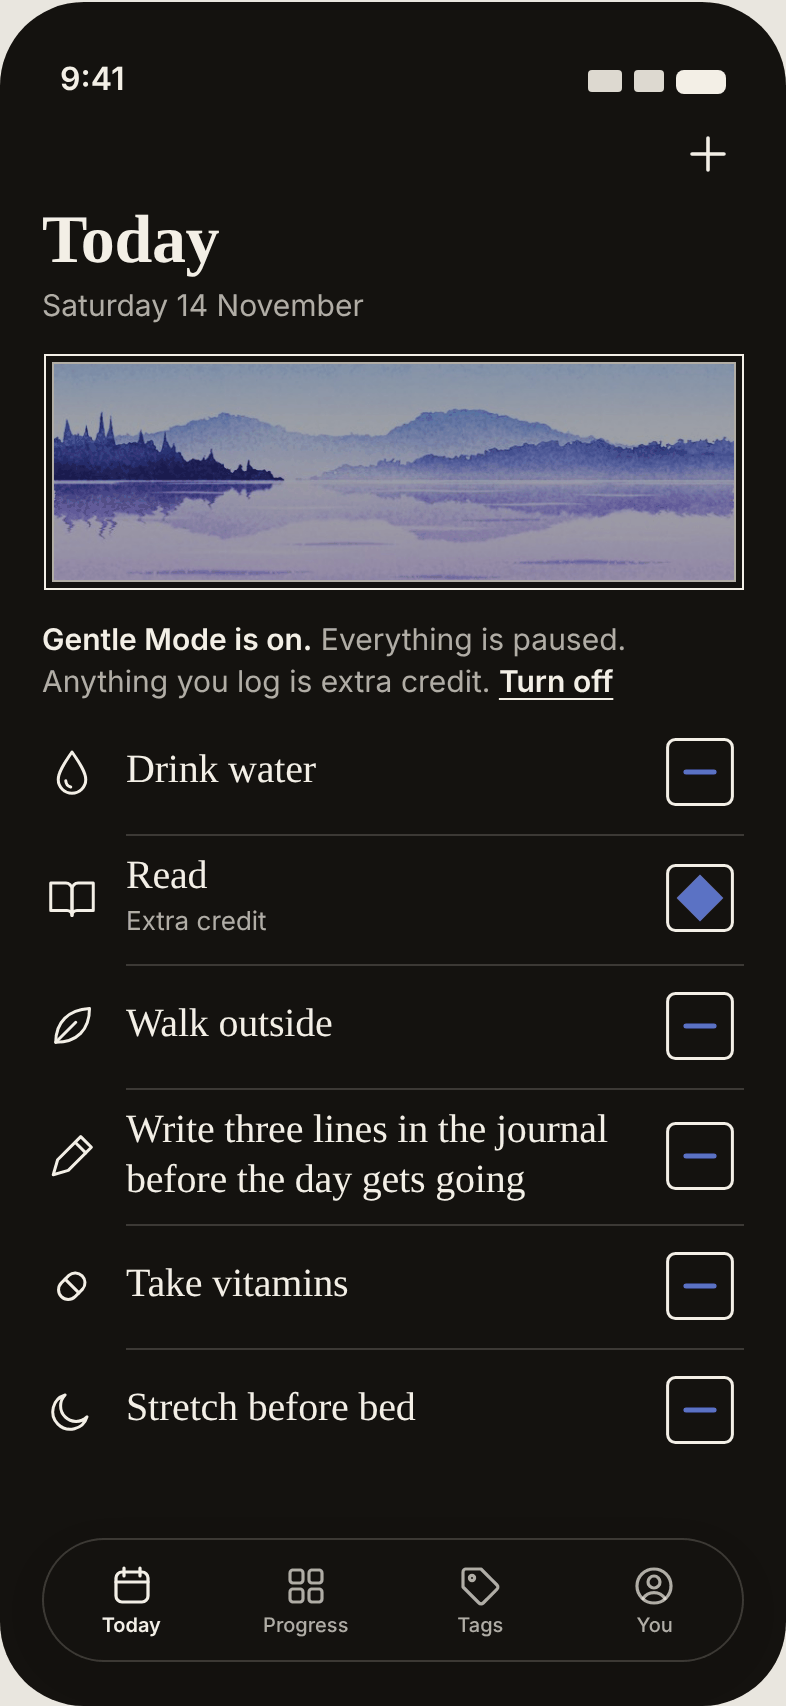 9:41
Today
Saturday 14 November
Gentle Mode is on. Everything is paused.
Anything you log is extra credit. Turn off
Drink water
Read
Extra credit
Walk outside
Write three lines in the journal
before the day gets going
Take vitamins
Stretch before bed
Today
Progress
Tags
You